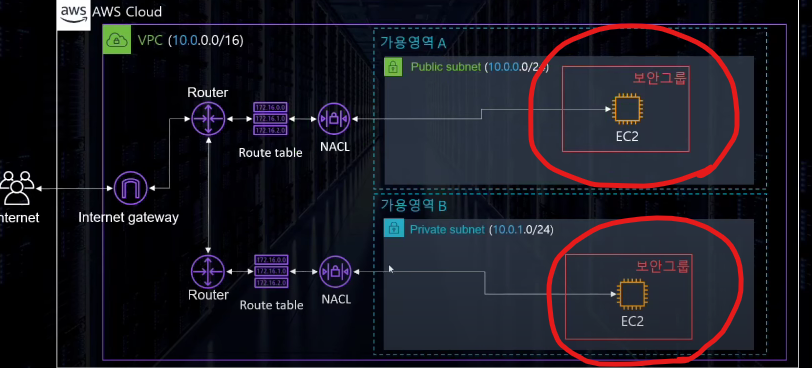 aws
AWS Cloud
VPC (10.0.0.0/16)
가용영역 A
Public subnet (10.0.0.0/24)
보안그룹
EC2
Router
172.16.0.0
172.16.1.0
172.16.2.0
Route table
NACL
Internet gateway
가용영역 B
Private subnet (10.0.1.0/24)
보안그룹
EC2
Router
172.16.0.0
172.16.1.0
172.16.2.0
Route table
NACL